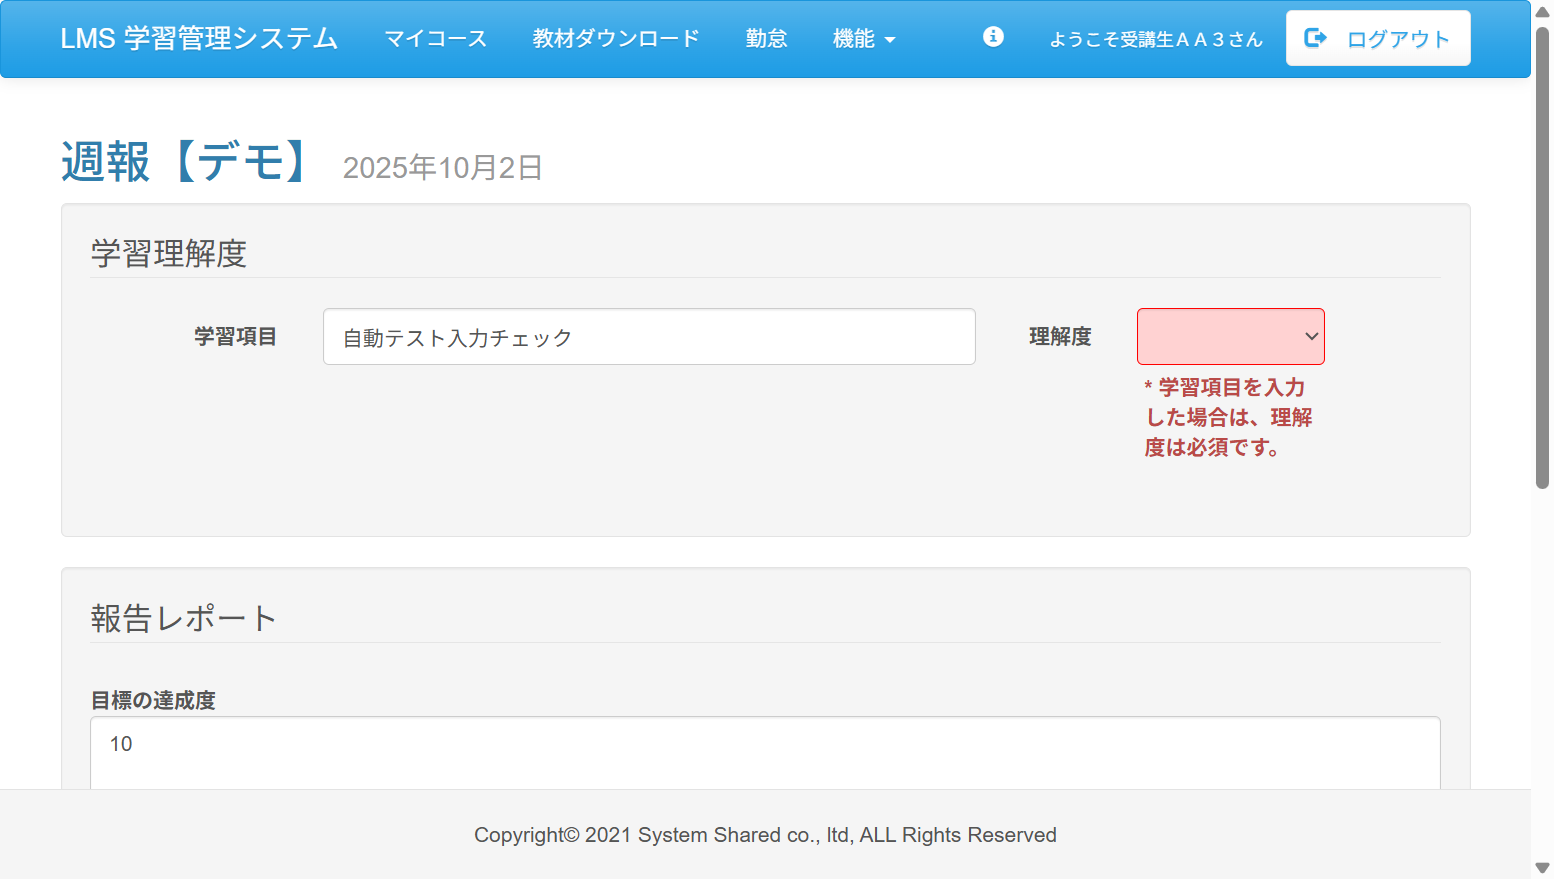 LMS 学習管理システム マイコース 教材ダウンロード 勤怠 機能 ようこそ受講生ＡＡ３さん ログアウト
週報【デモ】 2025年10月2日
学習理解度
学習項目 自動テスト入力チェック 理解度
* 学習項目を入力
した場合は、理解
度は必須です。
報告レポート
目標の達成度
10
Copyright© 2021 System Shared co., ltd, ALL Rights Reserved